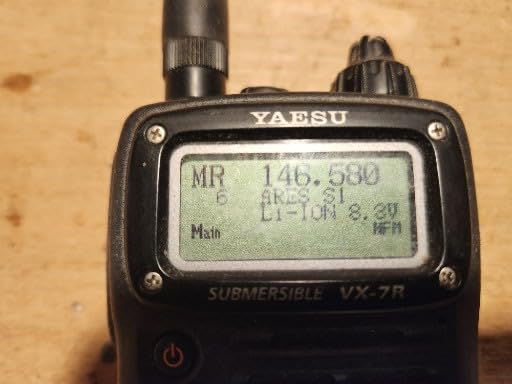 YAESU
MR 146.580
6 ARES S1
Li-ION 8.3V
Main NFM
SUBMERSIBLE VX-7R